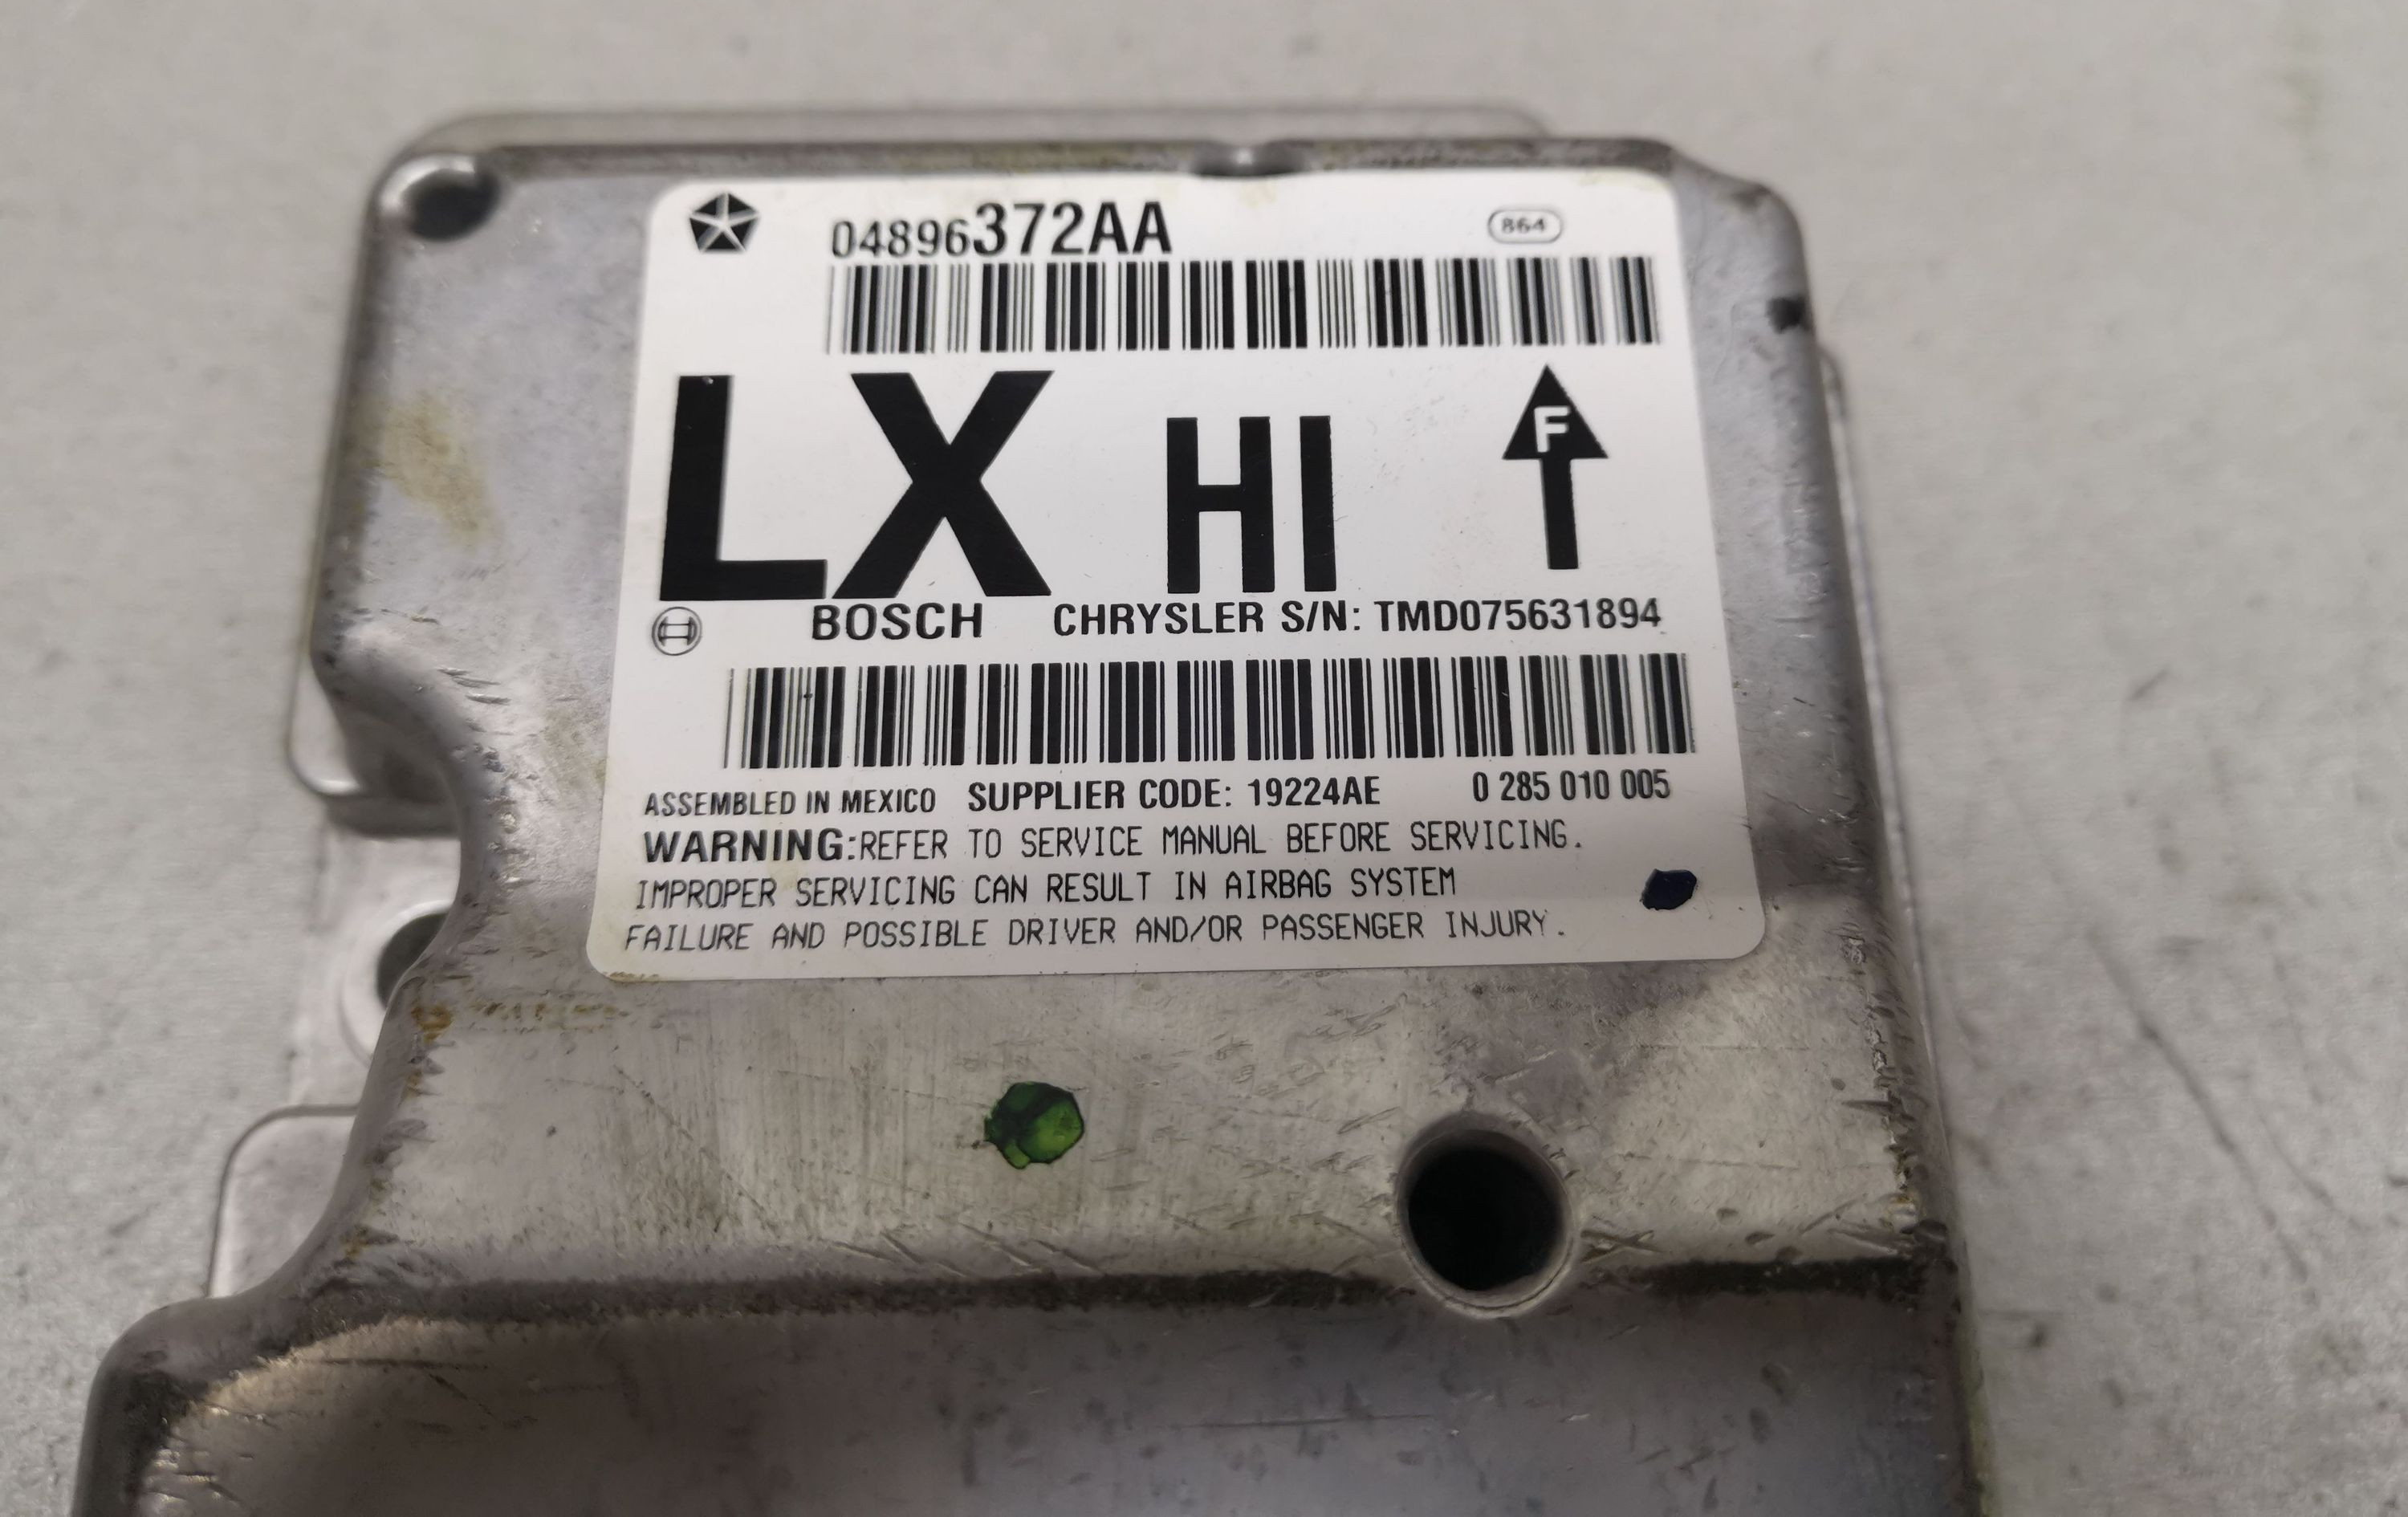 04896372AA 864
LX HI F
BOSCH CHRYSLER S/N: TMD075631894
ASSEMBLED IN MEXICO SUPPLIER CODE: 19224AE 0 285 010 005
WARNING:REFER TO SERVICE MANUAL BEFORE SERVICING.
IMPROPER SERVICING CAN RESULT IN AIRBAG SYSTEM
FAILURE AND POSSIBLE DRIVER AND/OR PASSENGER INJURY.